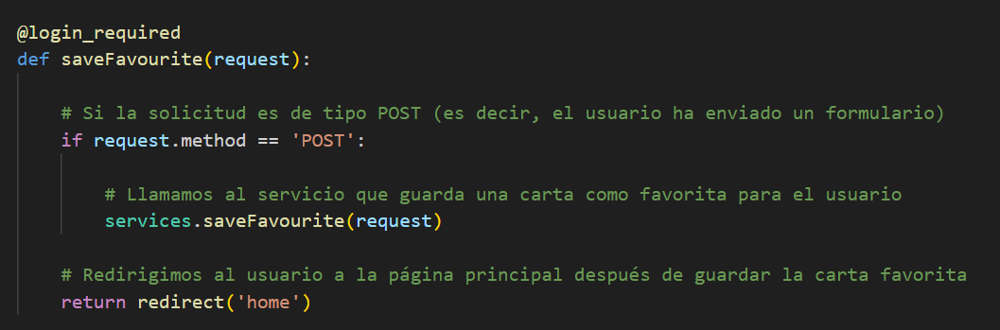 @login_required
def saveFavourite(request):
# Si la solicitud es de tipo POST (es decir, el usuario ha enviado un formulario)
if request.method == 'POST':
# Llamamos al servicio que guarda una carta como favorita para el usuario
services.saveFavourite(request)
# Redirigimos al usuario a la página principal después de guardar la carta favorita
return redirect('home')